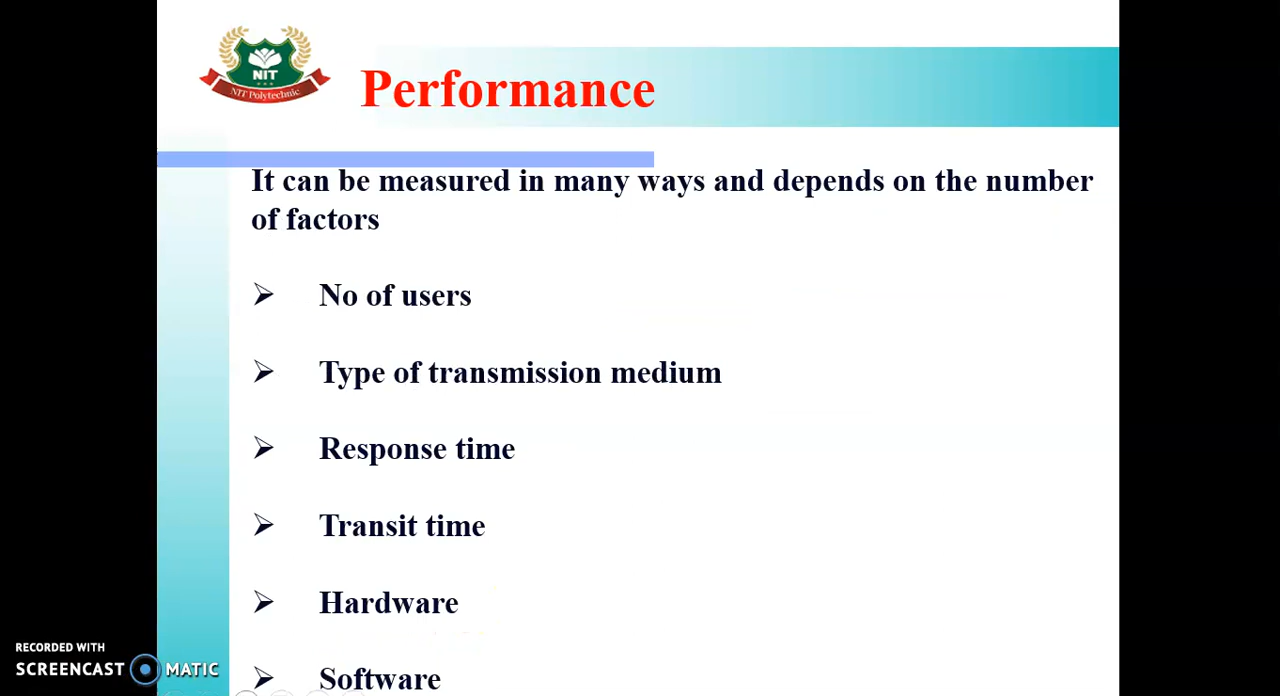 NIT
NIT Polytechnic
Performance
It can be measured in many ways and depends on the number
of factors
➢ No of users
➢ Type of transmission medium
➢ Response time
➢ Transit time
➢ Hardware
➢ Software
RECORDED WITH
SCREENCAST MATIC